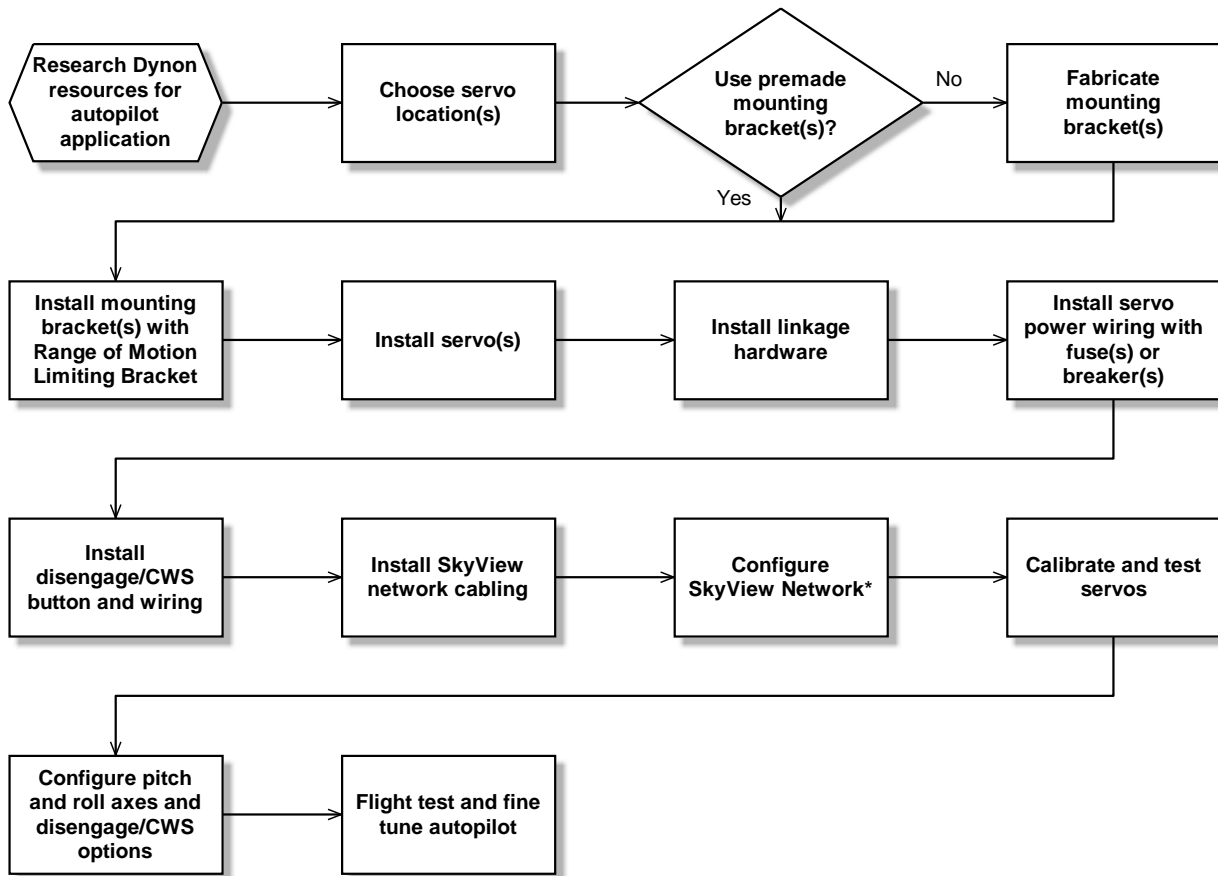 Research Dynon
resources for
autopilot
application
Choose servo
location(s)
Use premade
mounting
bracket(s)?
No
Fabricate
mounting
bracket(s)
Yes
Install mounting
bracket(s) with
Range of Motion
Limiting Bracket
Install servo(s)
Install linkage
hardware
Install servo
power wiring with
fuse(s) or
breaker(s)
Install
disengage/CWS
button and wiring
Install SkyView
network cabling
Configure
SkyView Network*
Calibrate and test
servos
Configure pitch
and roll axes and
disengage/CWS
options
Flight test and fine
tune autopilot